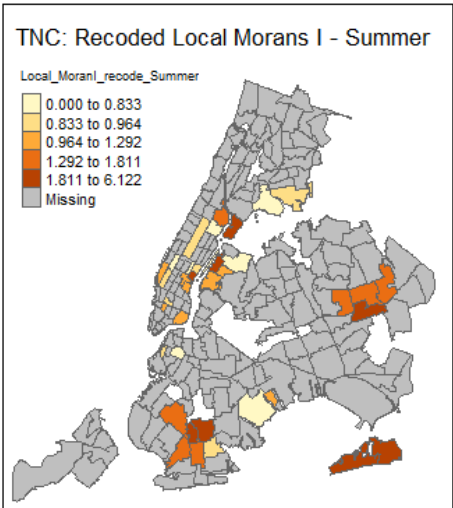 TNC: Recoded Local Morans I - Summer
Local_MoranI_recode_Summer
0.000 to 0.833
0.833 to 0.964
0.964 to 1.292
1.292 to 1.811
1.811 to 6.122
Missing